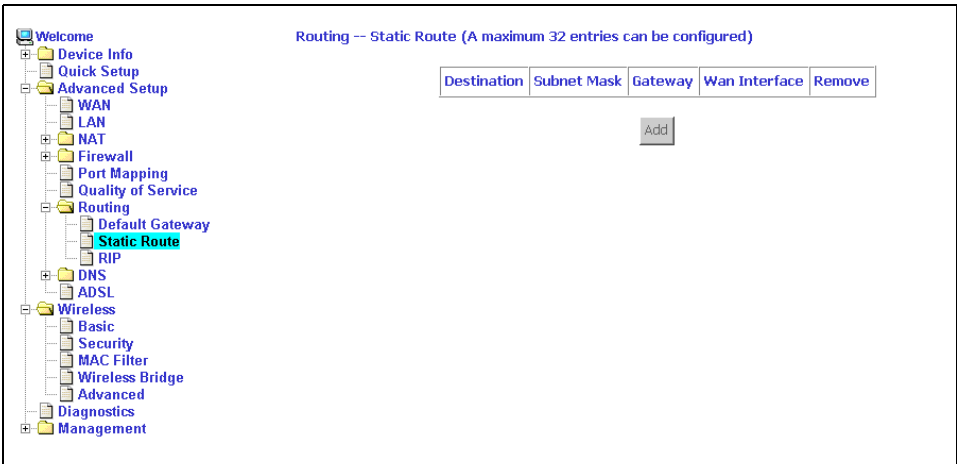 Welcome
Device Info
Quick Setup
Advanced Setup
WAN
LAN
NAT
Firewall
Port Mapping
Quality of Service
Routing
Default Gateway
Static Route
RIP
DNS
ADSL
Wireless
Basic
Security
MAC Filter
Wireless Bridge
Advanced
Diagnostics
Management
Routing -- Static Route (A maximum 32 entries can be configured)
Destination Subnet Mask Gateway Wan Interface Remove
Add